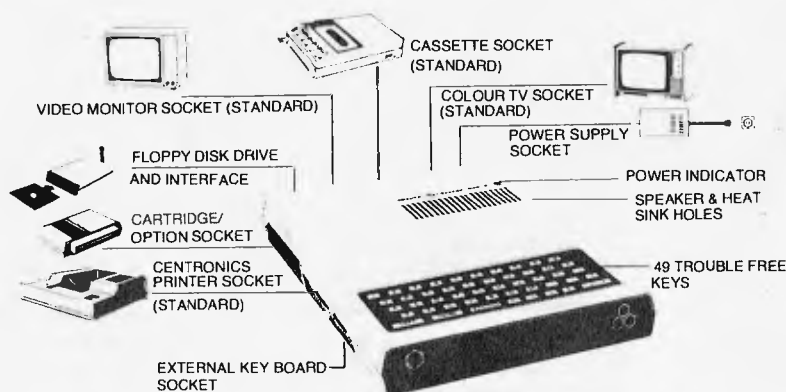 CASSETTE SOCKET
(STANDARD)
VIDEO MONITOR SOCKET (STANDARD)
COLOUR TV SOCKET
(STANDARD)
POWER SUPPLY
SOCKET
FLOPPY DISK DRIVE
AND INTERFACE
POWER INDICATOR
SPEAKER & HEAT
SINK HOLES
CARTRIDGE/
OPTION SOCKET
CENTRONICS
PRINTER SOCKET
(STANDARD)
49 TROUBLE FREE
KEYS
EXTERNAL KEY BOARD
SOCKET